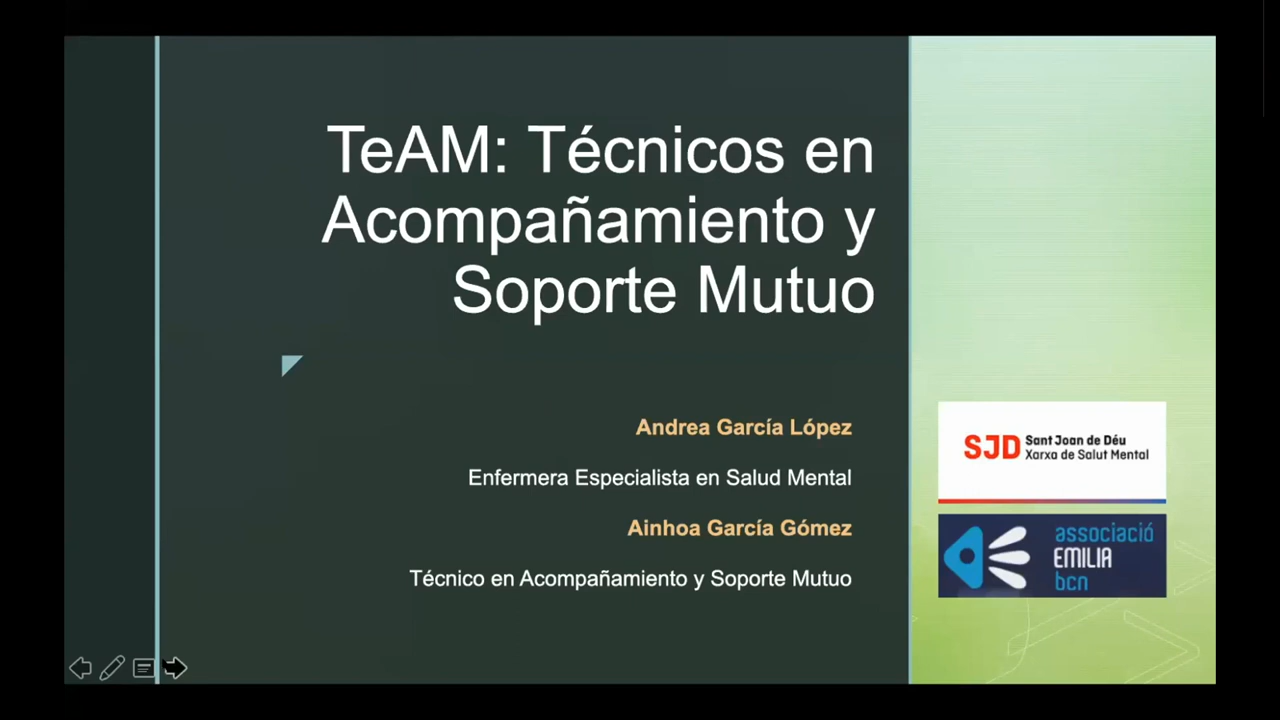 TeAM: Técnicos en
Acompañamiento y
Soporte Mutuo
Andrea García López
Enfermera Especialista en Salud Mental
Ainhoa García Gómez
Técnico en Acompañamiento y Soporte Mutuo
SJD Sant Joan de Déu
Xarxa de Salut Mental
associació
EMILIA
bcn